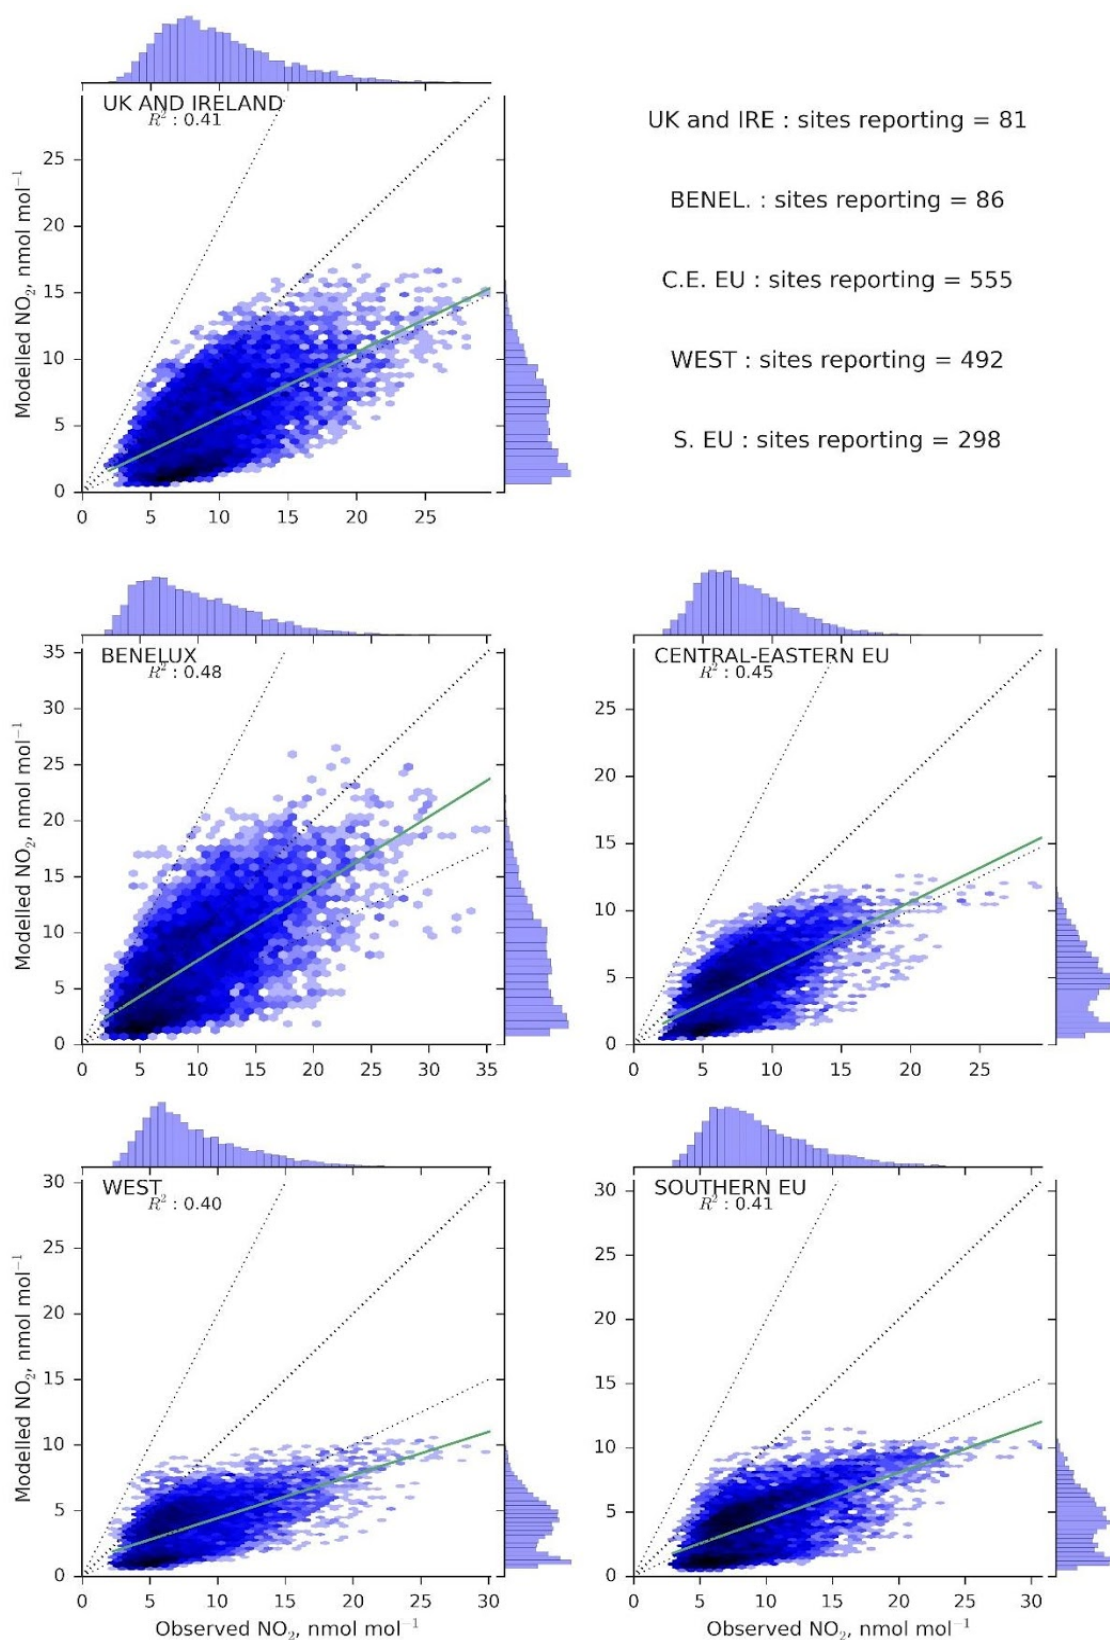 UK AND IRELAND
R² : 0.41
Modelled NO₂, nmol mol⁻¹
25
20
15
10
5
0
0 5 10 15 20 25
UK and IRE : sites reporting = 81
BENEL. : sites reporting = 86
C.E. EU : sites reporting = 555
WEST : sites reporting = 492
S. EU : sites reporting = 298
BENELUX
R² : 0.48
Modelled NO₂, nmol mol⁻¹
35
30
25
20
15
10
5
0
0 5 10 15 20 25 30 35
CENTRAL-EASTERN EU
R² : 0.45
25
20
15
10
5
0
0 5 10 15 20 25
WEST
R² : 0.40
Modelled NO₂, nmol mol⁻¹
30
25
20
15
10
5
0
0 5 10 15 20 25 30
Observed NO₂, nmol mol⁻¹
SOUTHERN EU
R² : 0.41
30
25
20
15
10
5
0
0 5 10 15 20 25 30
Observed NO₂, nmol mol⁻¹